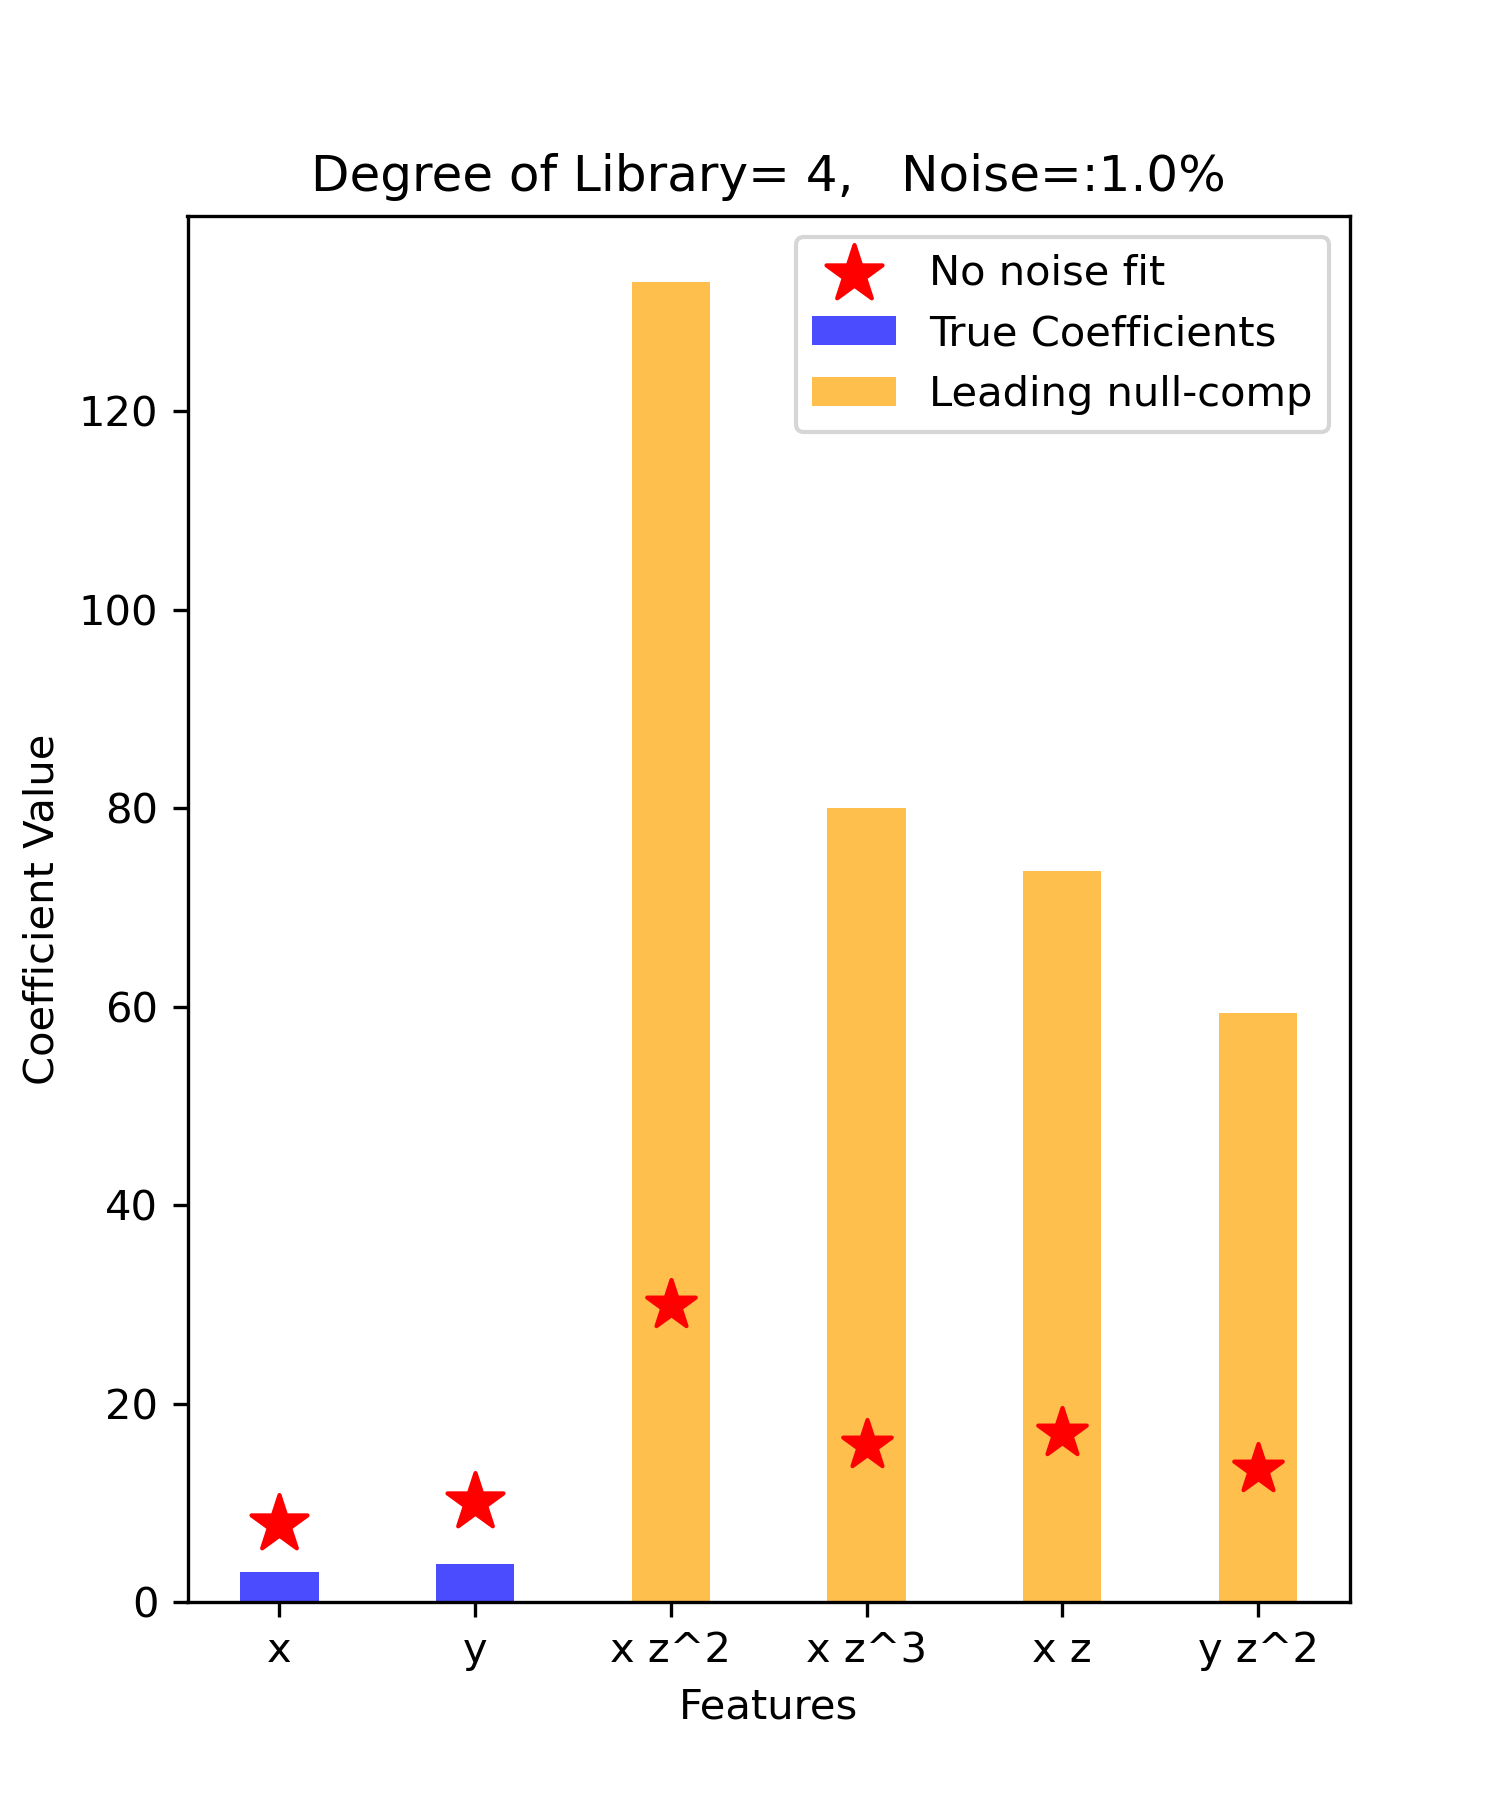 Degree of Library= 4,   Noise=:1.0%
No noise fit
True Coefficients
Leading null-comp
Coefficient Value
120
100
80
60
40
20
0
x y x z^2 x z^3 x z y z^2
Features